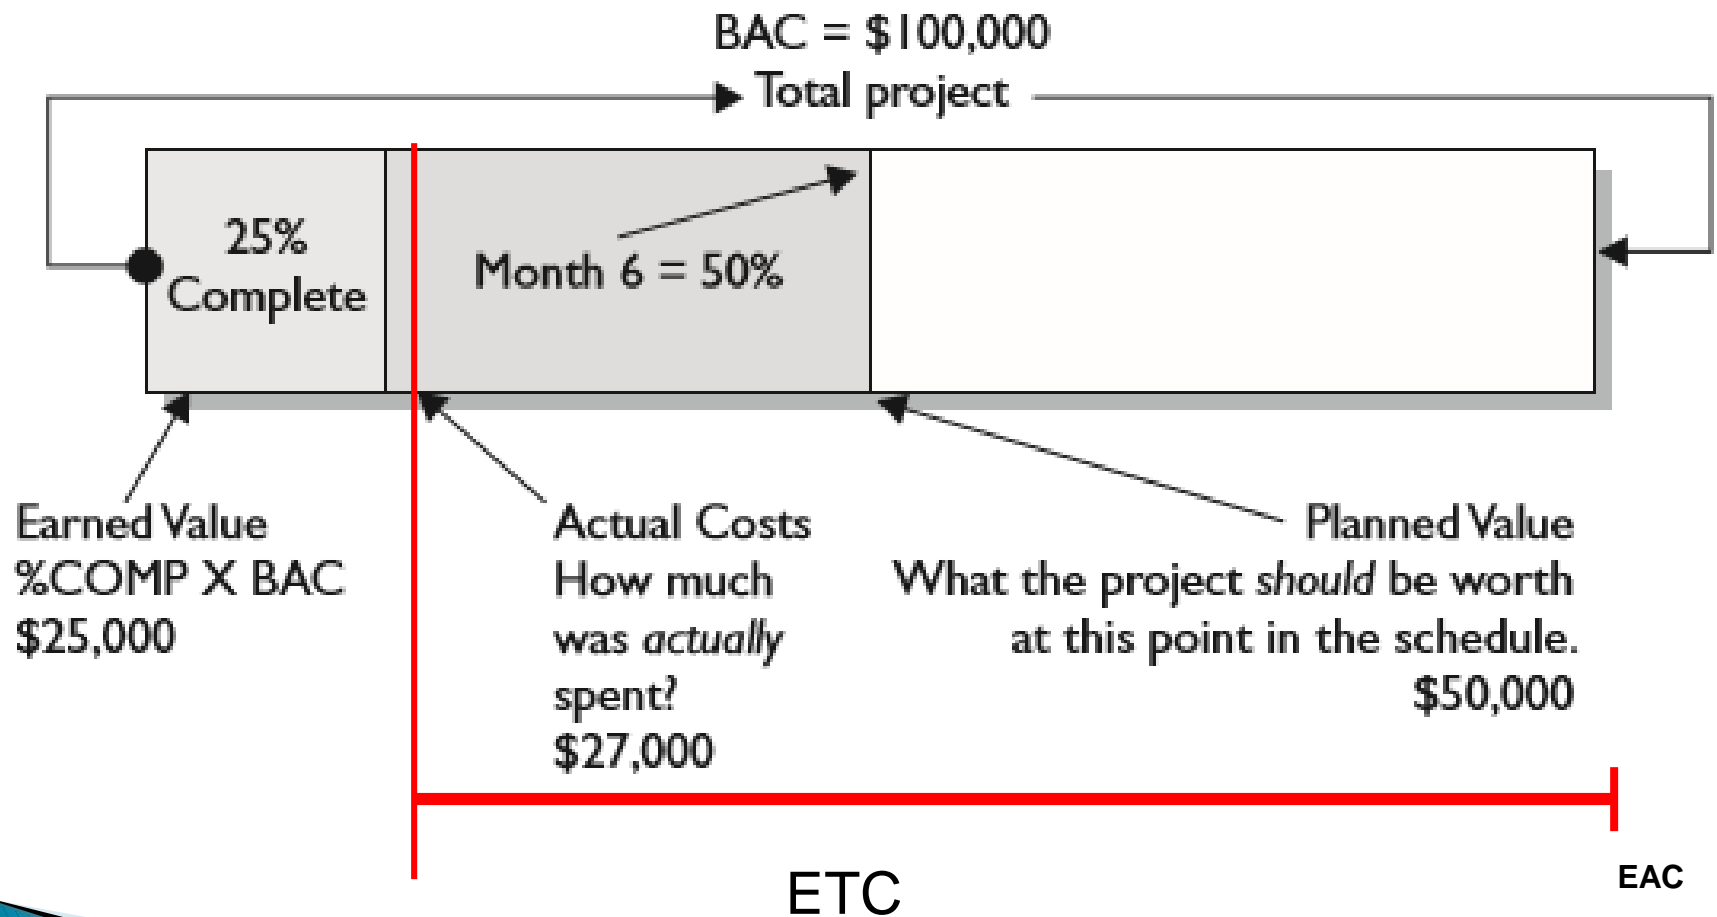 BAC = $100,000
Total project
25%
Complete
Month 6 = 50%
Earned Value
%COMP X BAC
$25,000
Actual Costs
How much
was actually
spent?
$27,000
Planned Value
What the project should be worth
at this point in the schedule.
$50,000
ETC
EAC